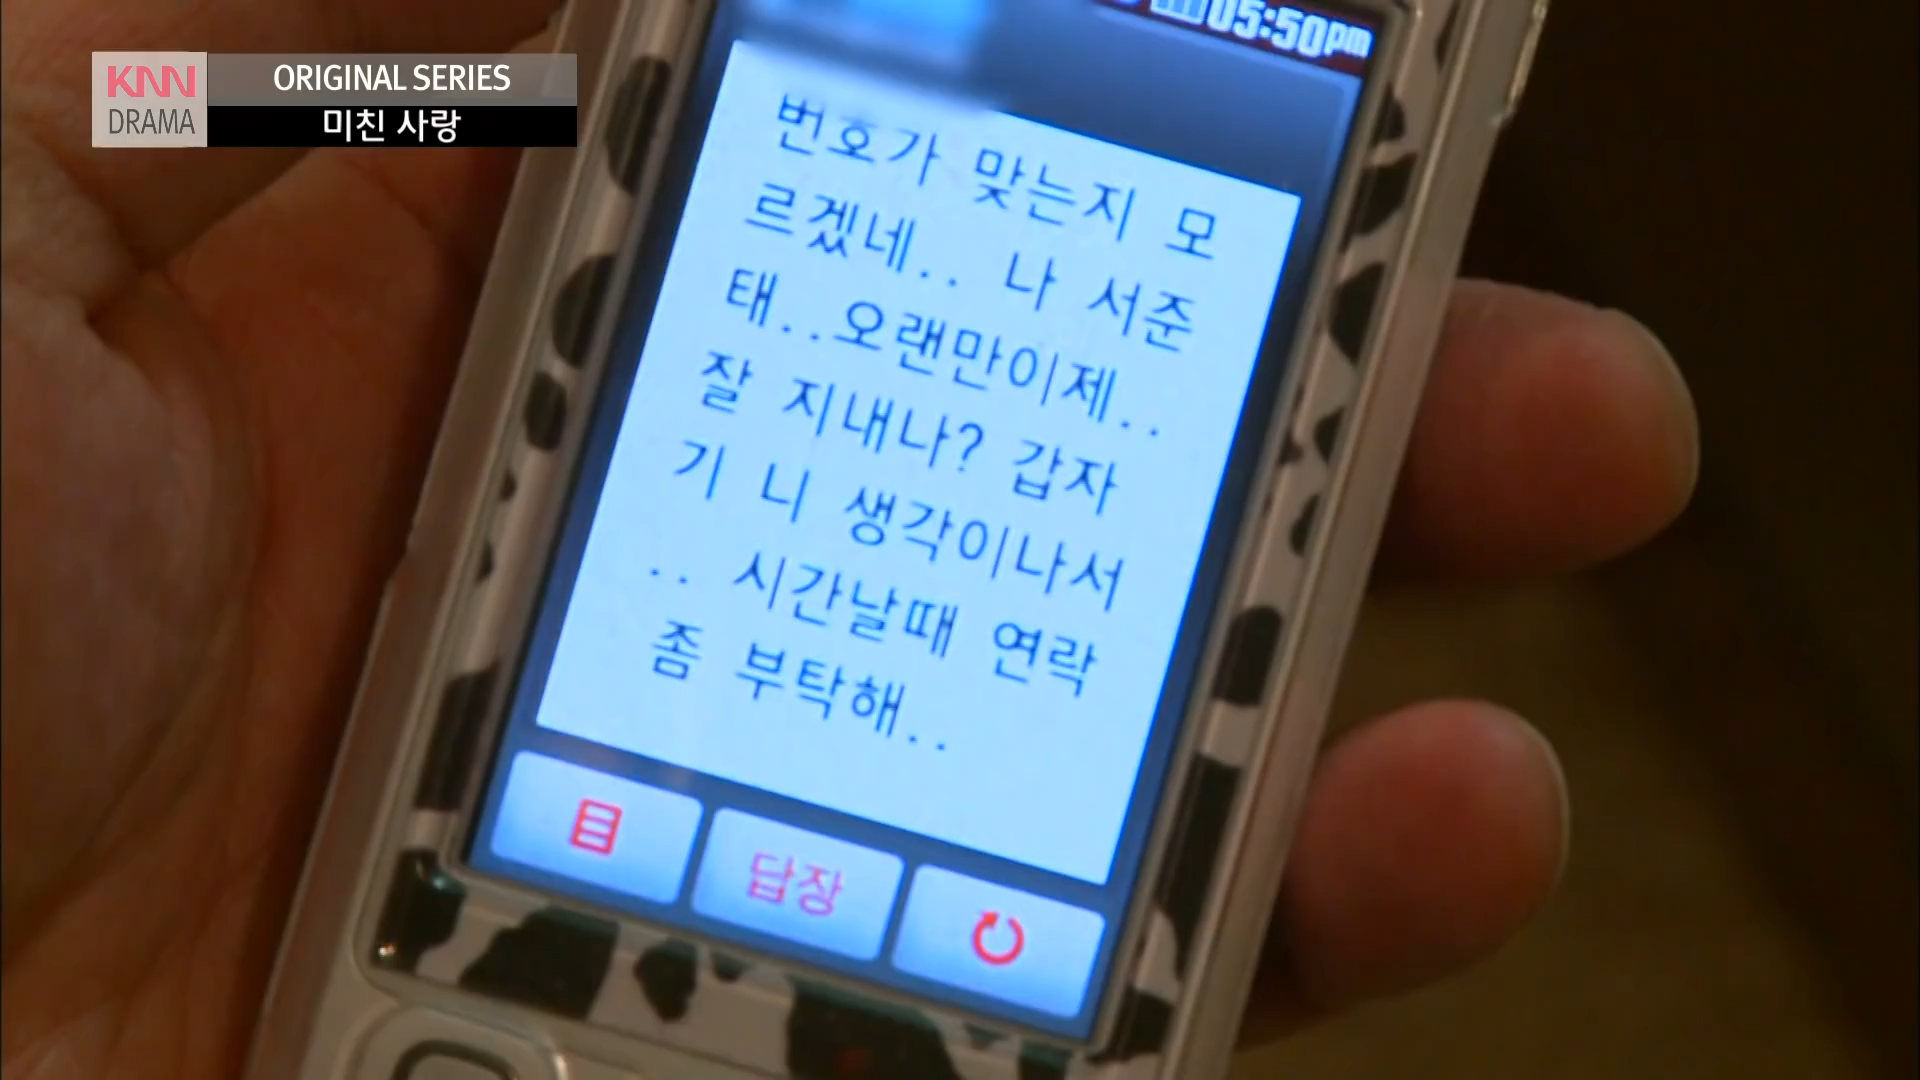 KNN
DRAMA
ORIGINAL SERIES
미친 사랑
05:50pm
번호가 맞는지 모
르겠네.. 나 서준
태..오랜만이제..
잘 지내나? 갑자
기 니 생각이나서
.. 시간날때 연락
좀 부탁해..
답장